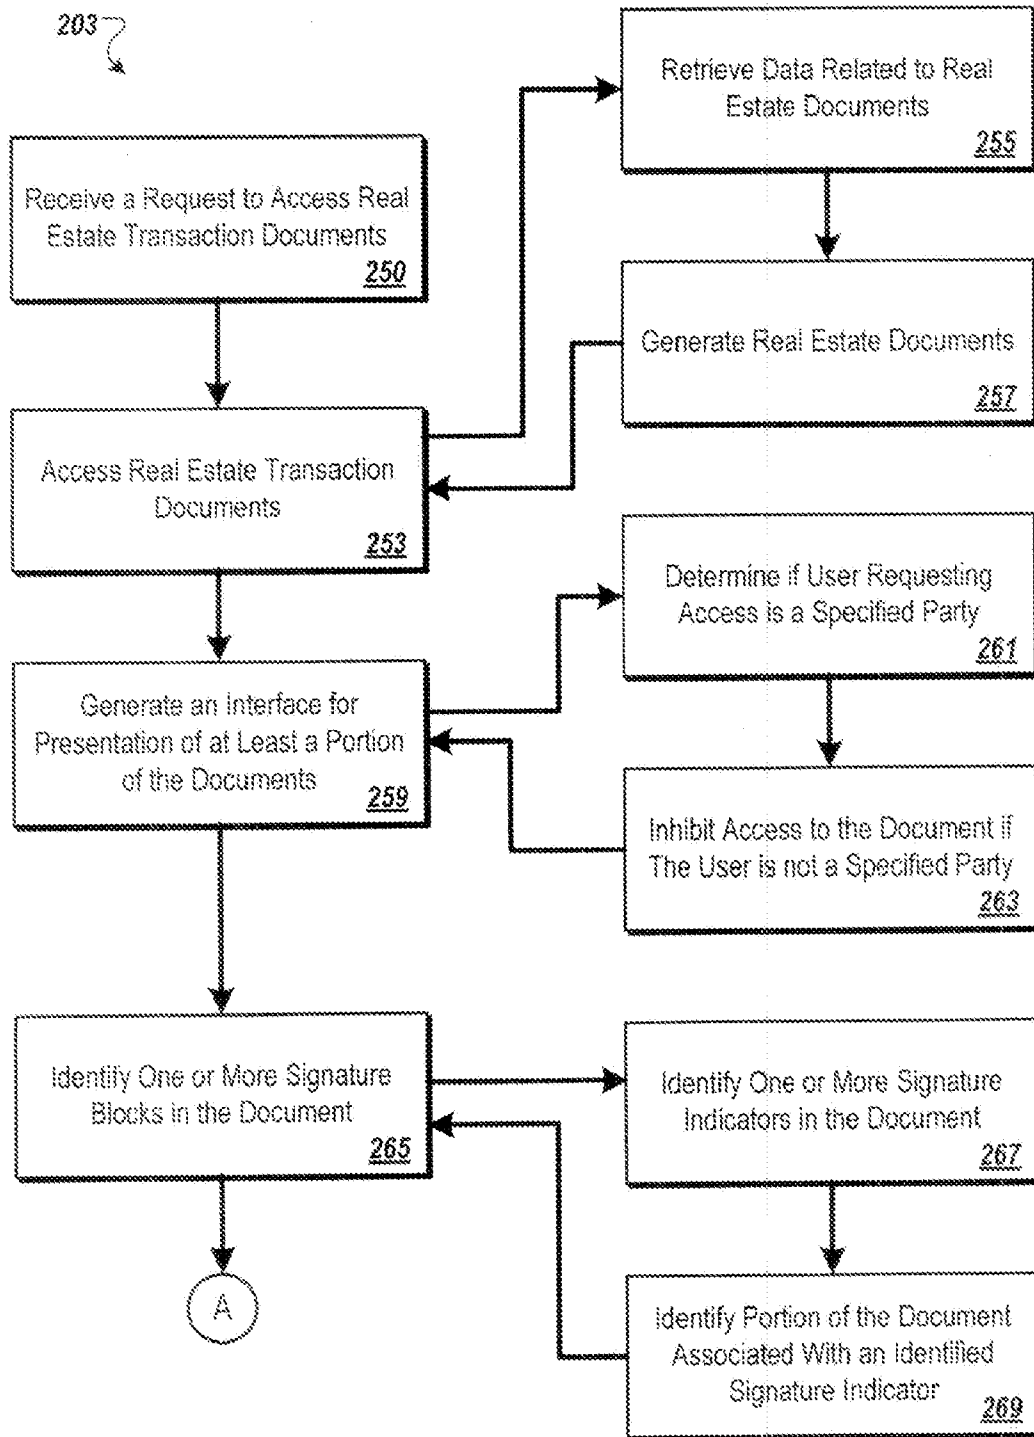 203
Receive a Request to Access Real
Estate Transaction Documents
250
Retrieve Data Related to Real
Estate Documents
255
Generate Real Estate Documents
257
Access Real Estate Transaction
Documents
253
Determine if User Requesting
Access is a Specified Party
261
Generate an Interface for
Presentation of at Least a Portion
of the Documents
259
Inhibit Access to the Document if
The User is not a Specified Party
263
Identify One or More Signature
Blocks in the Document
265
Identify One or More Signature
Indicators in the Document
267
A
Identify Portion of the Document
Associated With an Identified
Signature Indicator
269